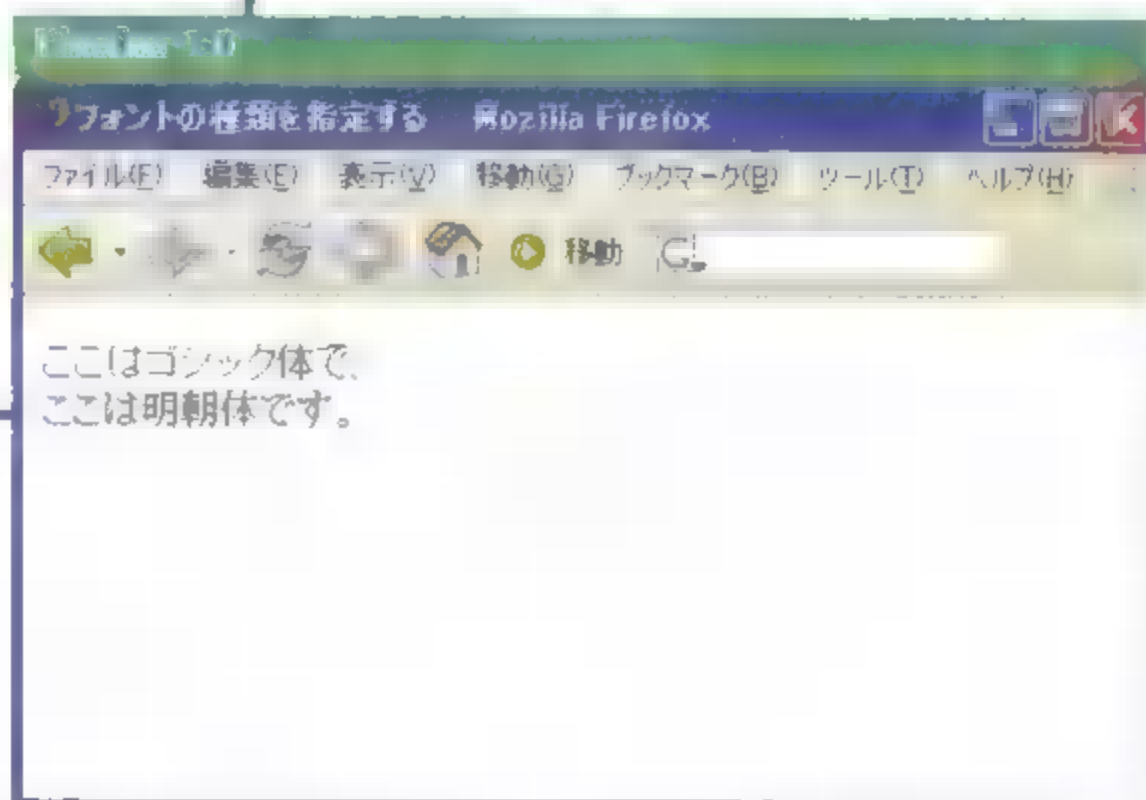 フォントの種類を指定する Mozilla Firefox
ファイル(F) 編集(E) 表示(V) 移動(G) ブックマーク(B) ツール(T) ヘルプ(H)
移動 G
ここはゴシック体で、
ここは明朝体です。